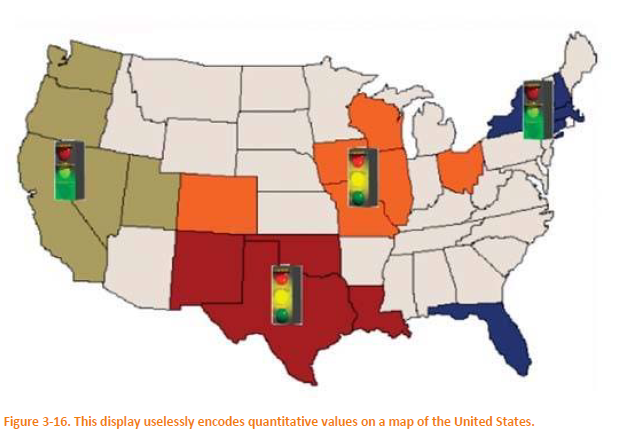 Figure 3-16. This display uselessly encodes quantitative values on a map of the United States.